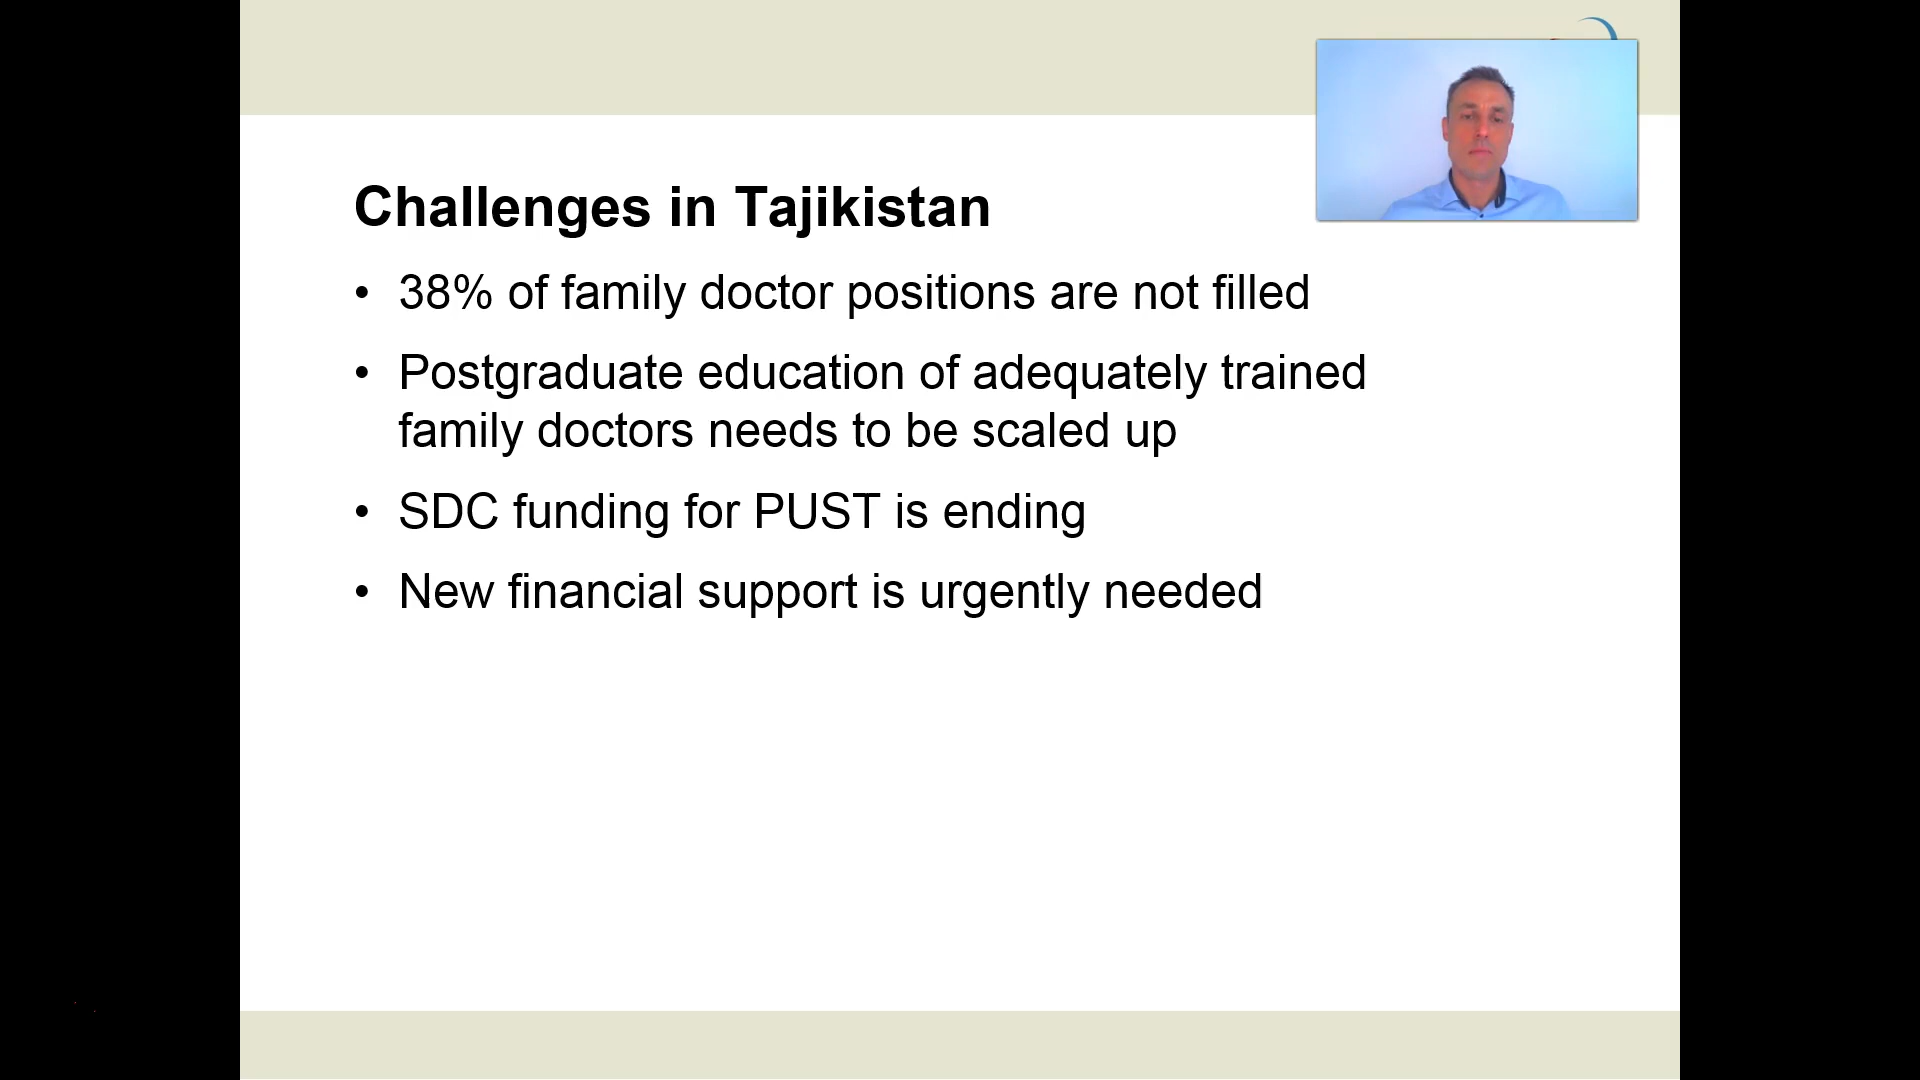 Challenges in Tajikistan
• 38% of family doctor positions are not filled
• Postgraduate education of adequately trained
family doctors needs to be scaled up
• SDC funding for PUST is ending
• New financial support is urgently needed